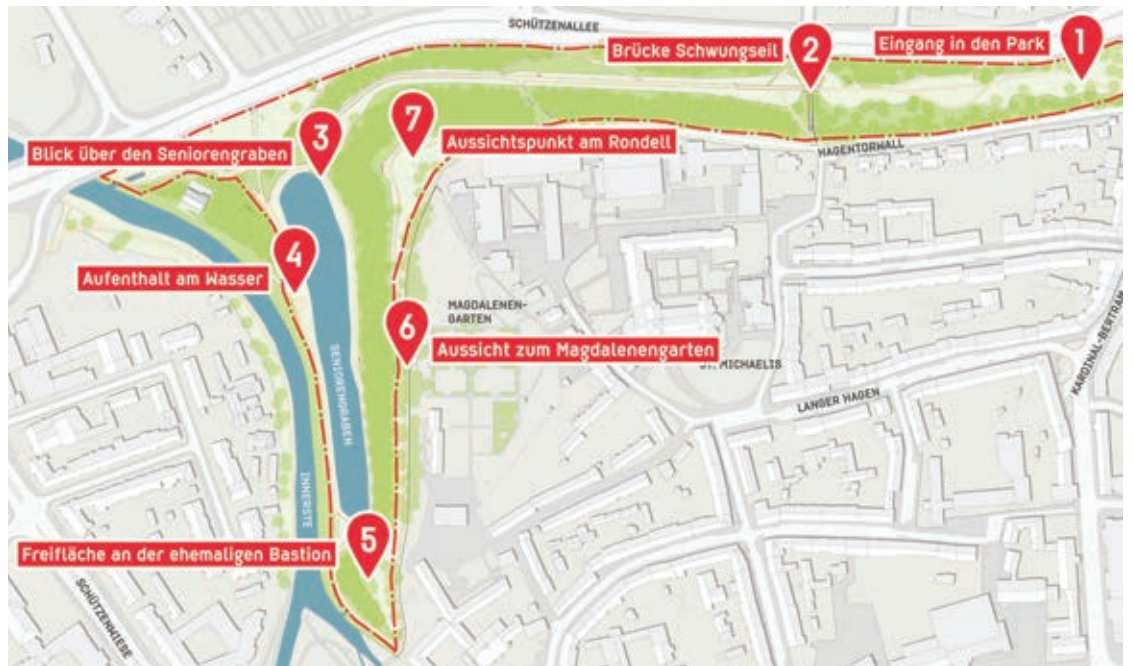 SCHÜTZENALLEE
Brücke Schwungseil
2
Eingang in den Park
1
3
7
Blick über den Seniorengraben
Aussichtspunkt am Rondell
HAGENTORWALL
4
Aufenthalt am Wasser
MAGDALENEN-
GARTEN
6
Aussicht zum Magdalenengarten
ST. MICHAELIS
KARDINAL-BERTRAM
LANGER HAGEN
SENIORENGRABEN
INNERSTE
5
Freifläche an der ehemaligen Bastion
SCHÜTZENWIESE